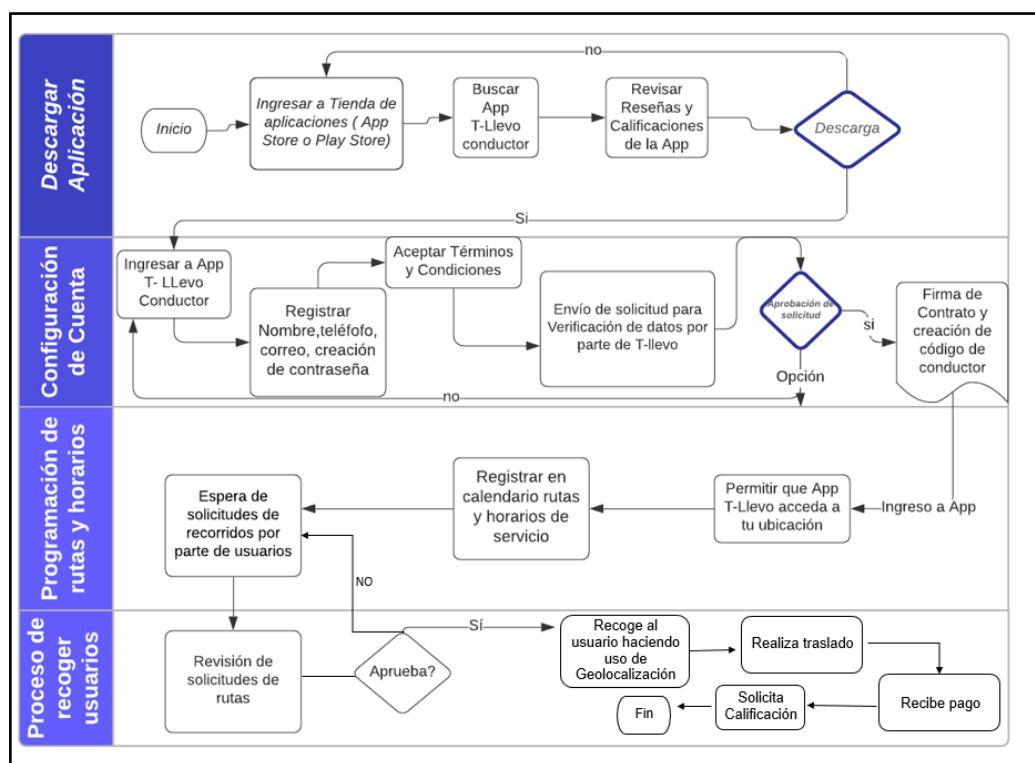 Descargar
Aplicación
no
Inicio
Ingresar a Tienda de
aplicaciones ( App
Store o Play Store)
Buscar
App
T-Llevo
conductor
Revisar
Reseñas y
Calificaciones
de la App
Descarga
Si
Configuración
de Cuenta
Ingresar a App
T- LLevo
Conductor
Registrar
Nombre,teléfofo,
correo, creación
de contraseña
Aceptar Términos
y Condiciones
Envío de solicitud para
Verificación de datos por
parte de T-llevo
Aprobación de
solicitud
si
Firma de
Contrato y
creación de
código de
conductor
Opción
no
Programación de
rutas y horarios
Ingreso a App
Permitir que App
T-Llevo acceda a
tu ubicación
Registrar en
calendario rutas
y horarios de
servicio
Espera de
solicitudes de
recorridos por
parte de usuarios
NO
Proceso de
recoger
usuarios
Revisión de
solicitudes de
rutas
Aprueba?
Sí
Recoge al
usuario haciendo
uso de
Geolocalización
Realiza traslado
Recibe pago
Solicita
Calificación
Fin